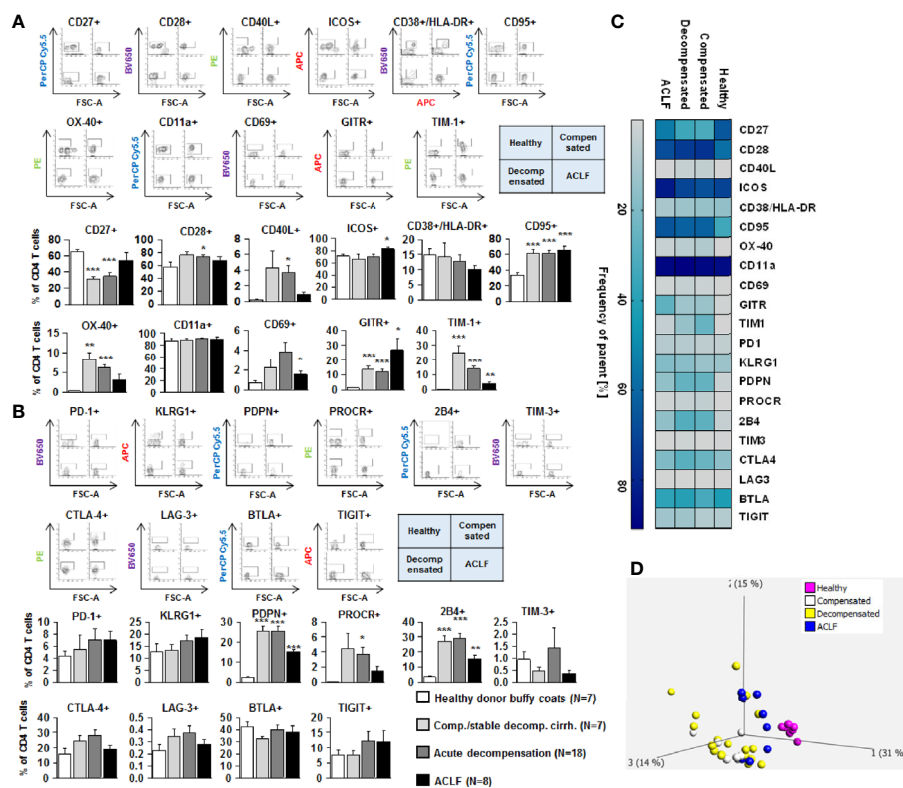 A
CD27+ CD28+ CD40L+ ICOS+ CD38+/HLA-DR+ CD95+
PerCP Cy5.5 BV650 PE APC BV650 PerCP Cy5.5
FSC-A FSC-A FSC-A FSC-A APC FSC-A
OX-40+ CD11a+ CD69+ GITR+ TIM-1+
PE PerCP Cy5.5 BV650 APC PE
FSC-A FSC-A FSC-A FSC-A FSC-A
Healthy Compen sated
Decomp ensated ACLF
CD27+ CD28+ CD40L+ ICOS+ CD38+/HLA-DR+ CD95+
% of CD4 T cells
OX-40+ CD11a+ CD69+ GITR+ TIM-1+
% of CD4 T cells
B
PD-1+ KLRG1+ PDPN+ PROCR+ 2B4+ TIM-3+
BV650 APC PerCP Cy5.5 PE PerCP Cy5.5 BV650
FSC-A FSC-A FSC-A FSC-A FSC-A FSC-A
CTLA-4+ LAG-3+ BTLA+ TIGIT+
PE BV650 PerCP Cy5.5 APC
FSC-A FSC-A FSC-A FSC-A
Healthy Compen sated
Decomp ensated ACLF
PD-1+ KLRG1+ PDPN+ PROCR+ 2B4+ TIM-3+
% of CD4 T cells
CTLA-4+ LAG-3+ BTLA+ TIGIT+
% of CD4 T cells
Healthy donor buffy coats (N=7)
Comp./stable decomp. cirrh. (N=7)
Acute decompensation (N=18)
ACLF (N=8)
C
ACLF Decompensated Compensated Healthy
Frequency of parent [%]
20
40
60
80
CD27
CD28
CD40L
ICOS
CD38/HLA-DR
CD95
OX-40
CD11a
CD69
GITR
TIM1
PD1
KLRG1
PDPN
PROCR
2B4
TIM3
CTLA4
LAG3
BTLA
TIGIT
D
(15 %)
Healthy
Compensated
Decompensated
ACLF
3 (14 %)
1 (31 %